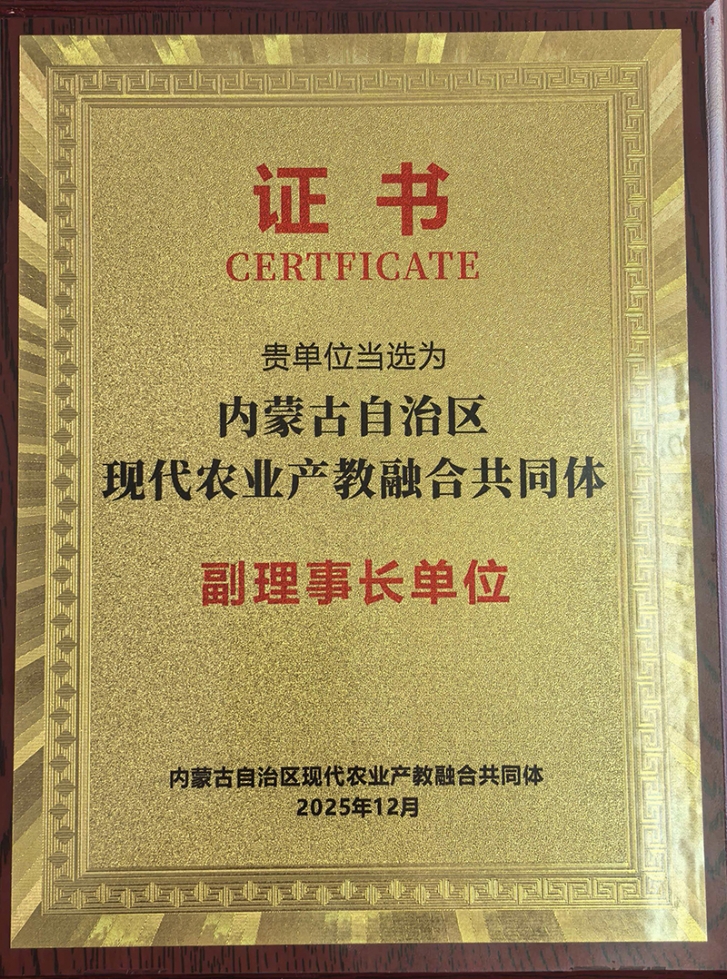 证书
CERTFICATE
贵单位当选为
内蒙古自治区
现代农业产教融合共同体
副理事长单位
内蒙古自治区现代农业产教融合共同体
2025年12月